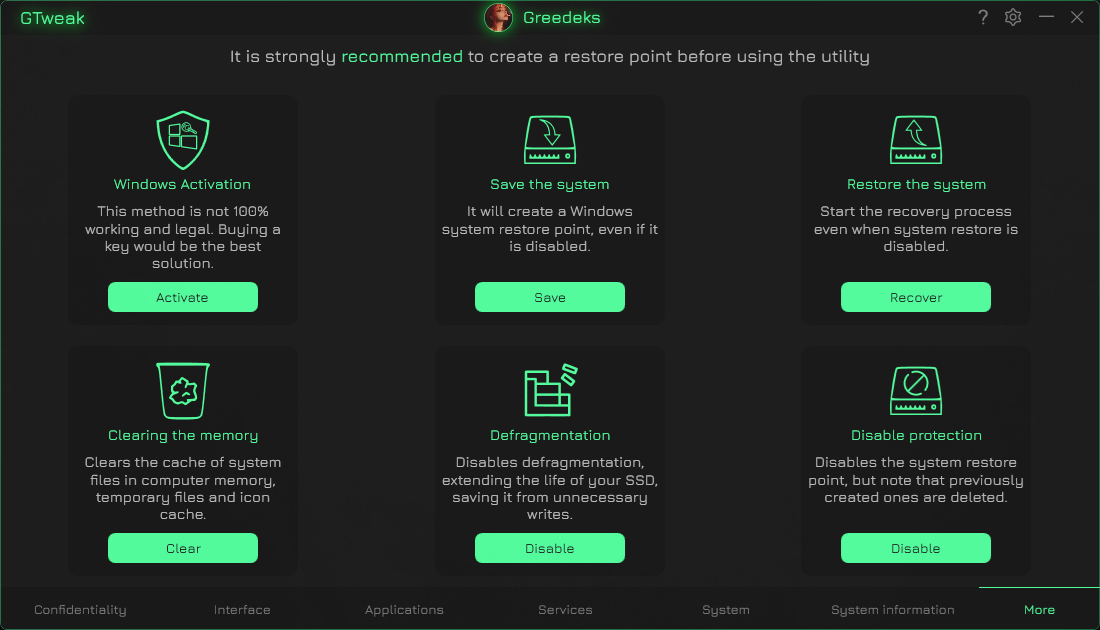 GTweak
Greedeks
?
It is strongly recommended to create a restore point before using the utility
Windows Activation
This method is not 100%
working and legal. Buying a
key would be the best
solution.
Activate
Save the system
It will create a Windows
system restore point, even if it
is disabled.
Save
Restore the system
Start the recovery process
even when system restore is
disabled.
Recover
Clearing the memory
Clears the cache of system
files in computer memory,
temporary files and icon
cache.
Clear
Defragmentation
Disables defragmentation,
extending the life of your SSD,
saving it from unnecessary
writes.
Disable
Disable protection
Disables the system restore
point, but note that previously
created ones are deleted.
Disable
Confidentiality
Interface
Applications
Services
System
System information
More